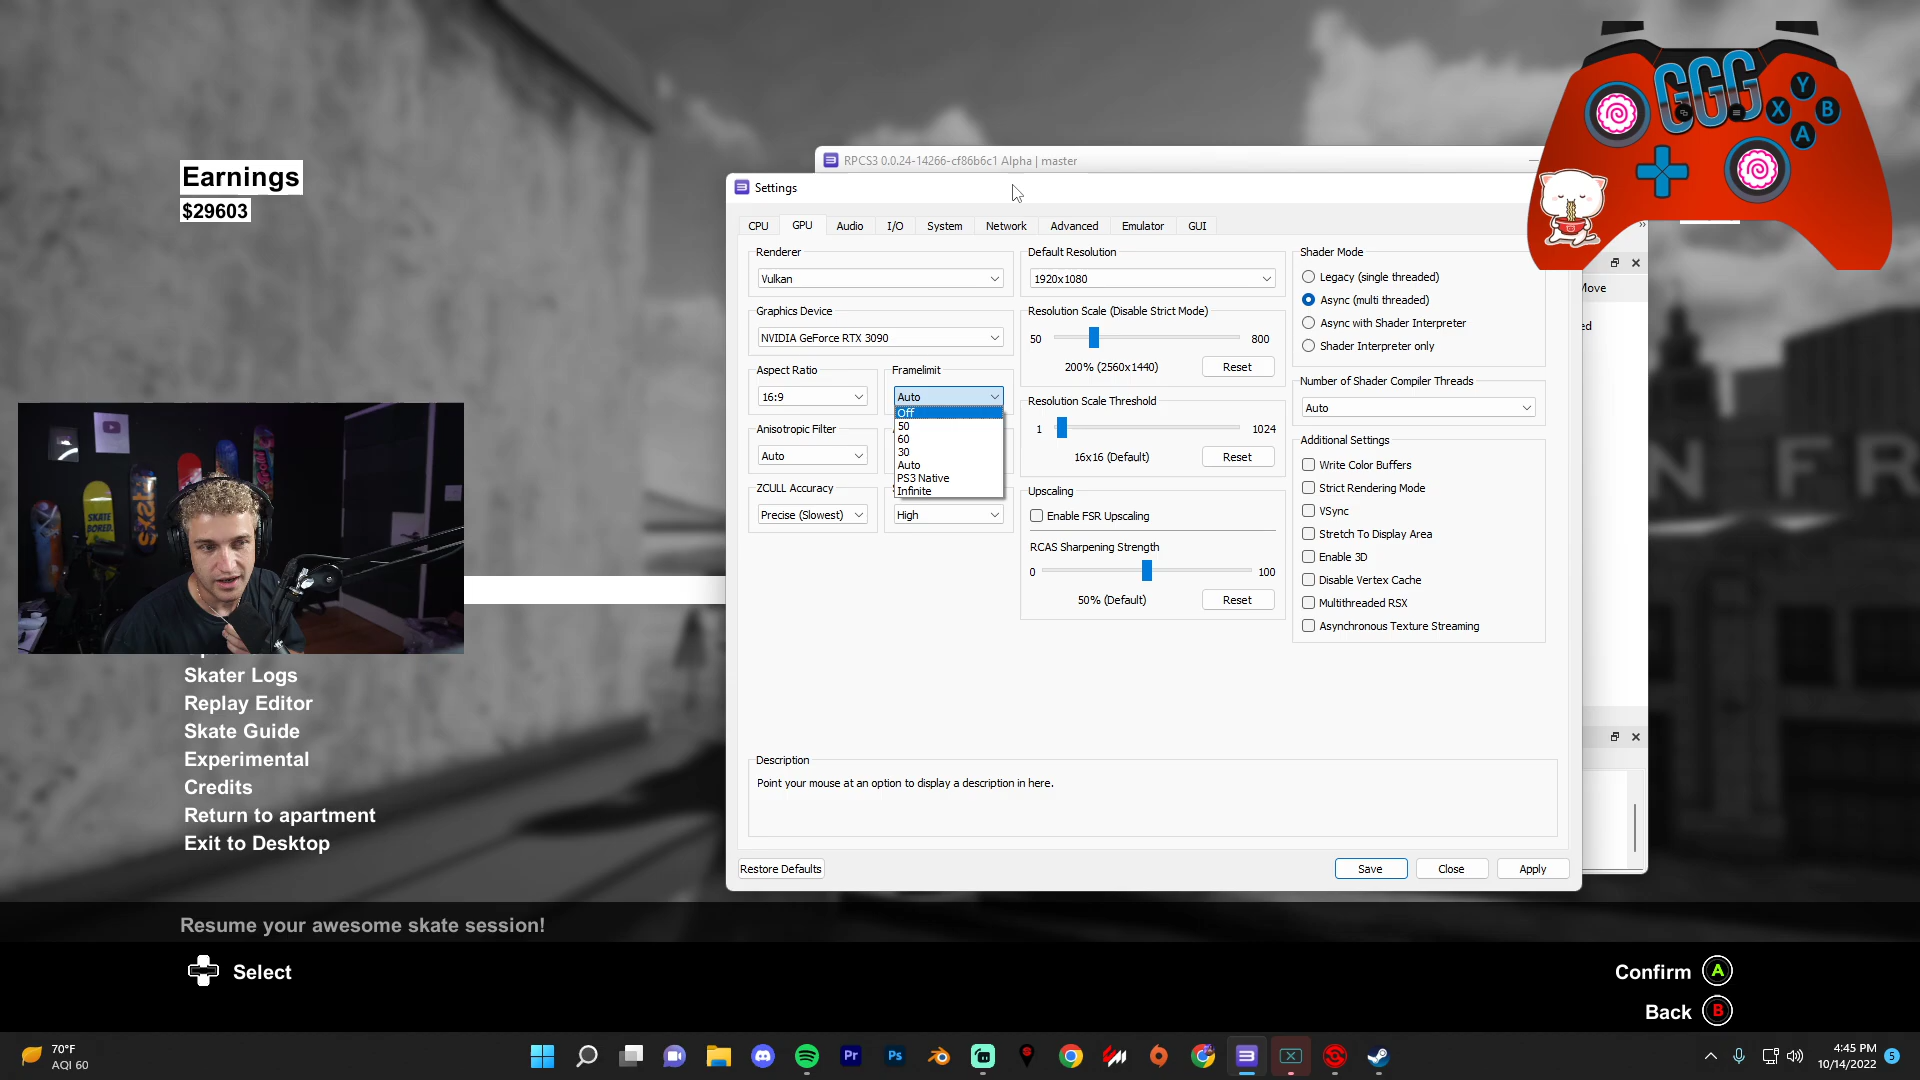 GGG
Y
X
B
A
Earnings
$29603
RPCS3 0.0.24-14266-cf86b6c1 Alpha | master
Settings
CPU
GPU
Audio
I/O
System
Network
Advanced
Emulator
GUI
Renderer
Vulkan
Graphics Device
NVIDIA GeForce RTX 3090
Aspect Ratio
16:9
Framelimit
Auto
Off
50
60
30
Auto
PS3 Native
Infinite
Anisotropic Filter
Auto
ZCULL Accuracy
Precise (Slowest)
High
Default Resolution
1920x1080
Resolution Scale (Disable Strict Mode)
50
800
200% (2560x1440)
Reset
Resolution Scale Threshold
1
1024
16x16 (Default)
Reset
Upscaling
Enable FSR Upscaling
RCAS Sharpening Strength
0
100
50% (Default)
Reset
Shader Mode
Legacy (single threaded)
Async (multi threaded)
Async with Shader Interpreter
Shader Interpreter only
Number of Shader Compiler Threads
Auto
Additional Settings
Write Color Buffers
Strict Rendering Mode
VSync
Stretch To Display Area
Enable 3D
Disable Vertex Cache
Multithreaded RSX
Asynchronous Texture Streaming
Description
Point your mouse at an option to display a description in here.
Restore Defaults
Save
Close
Apply
SKATE
BORED.
Skater Logs
Replay Editor
Skate Guide
Experimental
Credits
Return to apartment
Exit to Desktop
Resume your awesome skate session!
Select
Confirm A
Back B
70°F
AQI 60
Pr
Ps
4:45 PM
10/14/2022
5
N FR